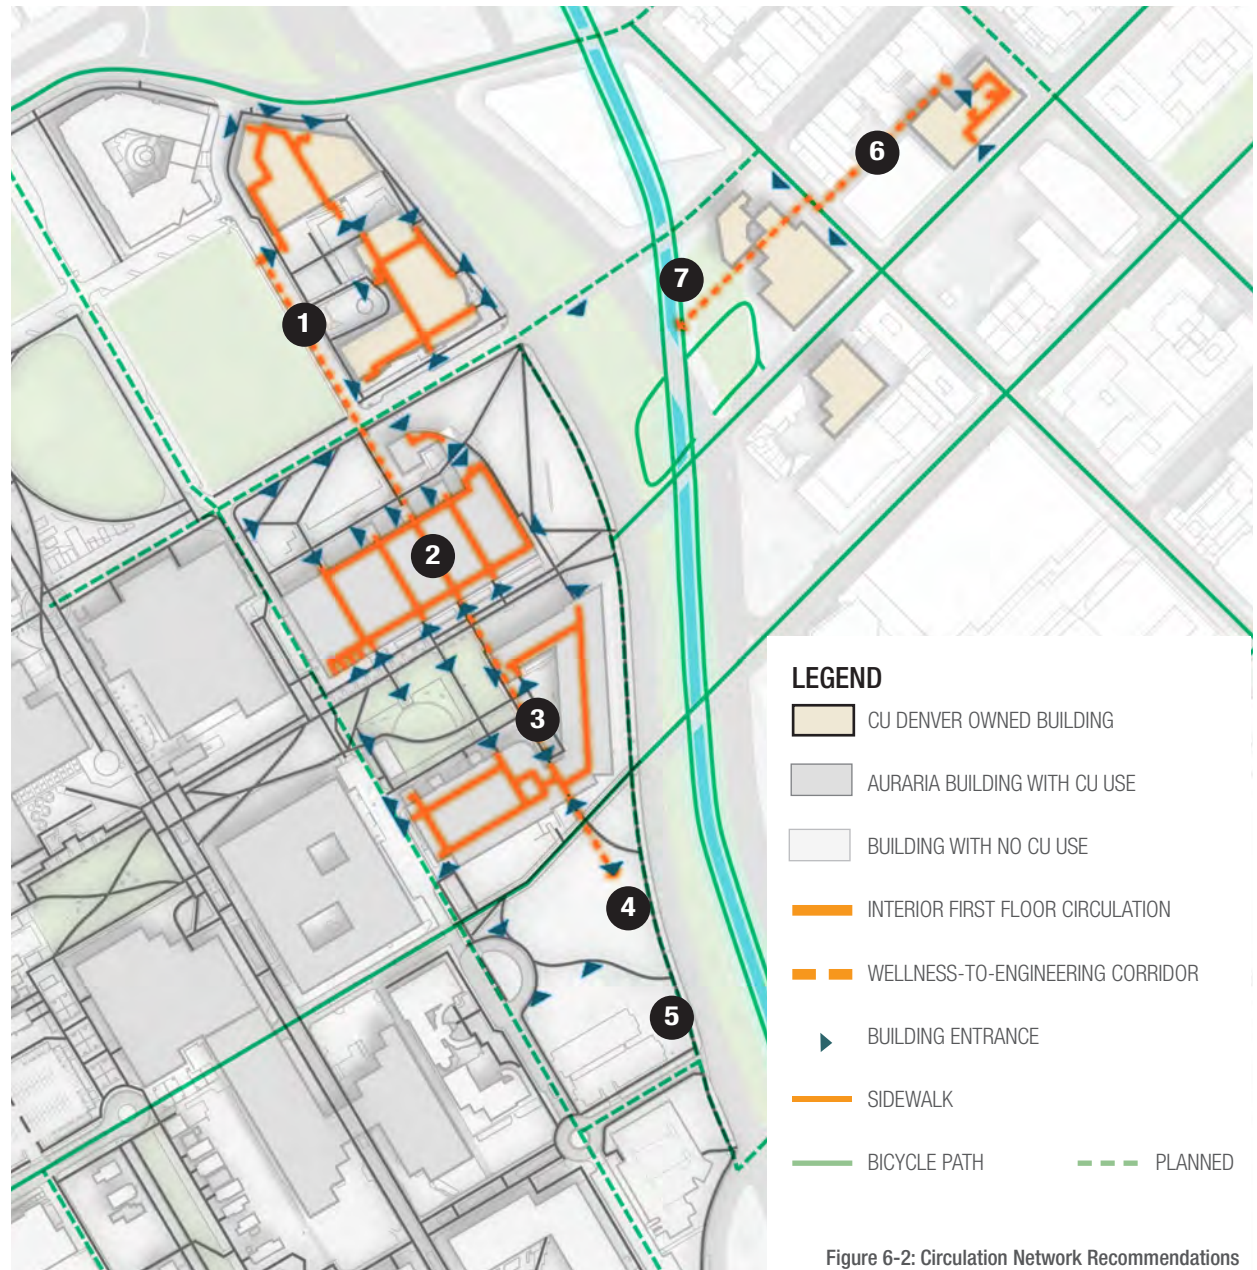 6
7
1
2
3
4
5
LEGEND
CU DENVER OWNED BUILDING
AURARIA BUILDING WITH CU USE
BUILDING WITH NO CU USE
INTERIOR FIRST FLOOR CIRCULATION
WELLNESS-TO-ENGINEERING CORRIDOR
BUILDING ENTRANCE
SIDEWALK
BICYCLE PATH PLANNED
Figure 6-2: Circulation Network Recommendations